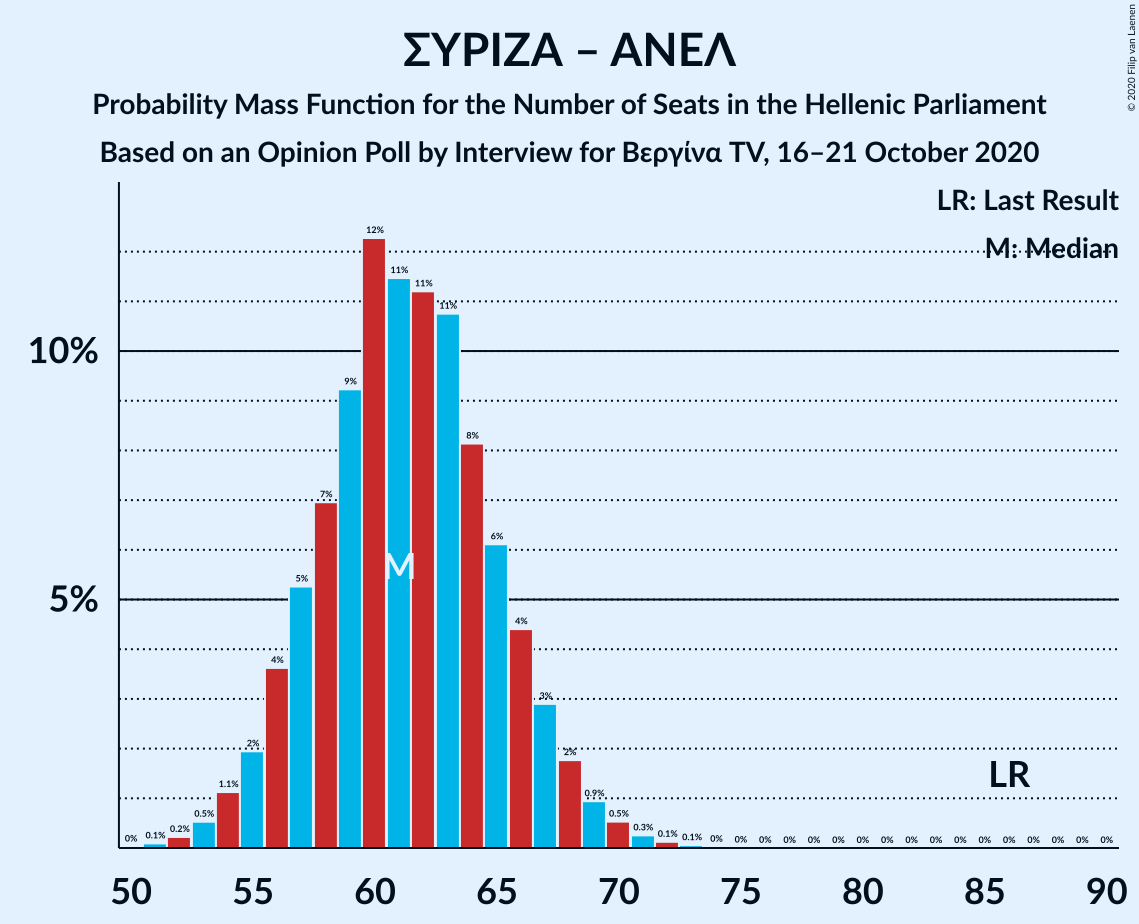 ΣΥΡΙΖΑ – ΑΝΕΛ
Probability Mass Function for the Number of Seats in the Hellenic Parliament
Based on an Opinion Poll by Interview for Βεργίνα TV, 16–21 October 2020
© 2020 Filip van Laenen
LR: Last Result
M: Median
10%
5%
0% 0.1% 0.2% 0.5% 1.1% 2% 4% 5% 7% 9% 12% 11% 11% 11% 8% 6% 4% 3% 2% 0.9% 0.5% 0.3% 0.1% 0.1% 0% 0% 0% 0% 0% 0% 0% 0% 0% 0% 0% 0% 0% 0% 0% 0% 0%
M
LR
50 55 60 65 70 75 80 85 90